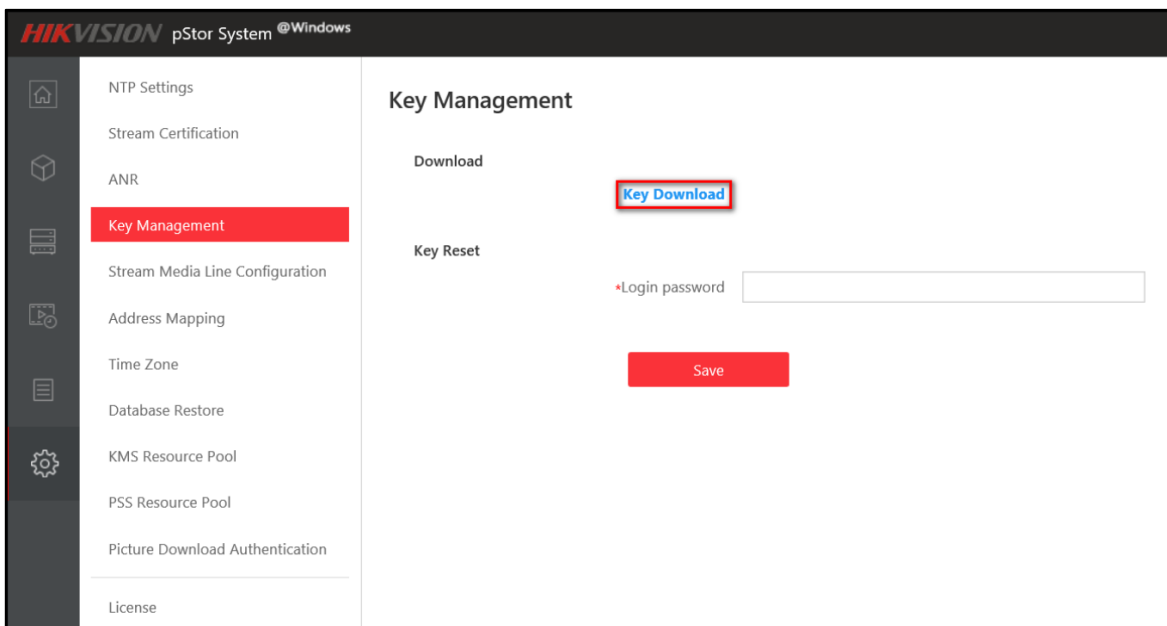 HIKVISION pStor System @Windows
NTP Settings
Stream Certification
ANR
Key Management
Stream Media Line Configuration
Address Mapping
Time Zone
Database Restore
KMS Resource Pool
PSS Resource Pool
Picture Download Authentication
License
Key Management
Download
Key Download
Key Reset
*Login password
Save